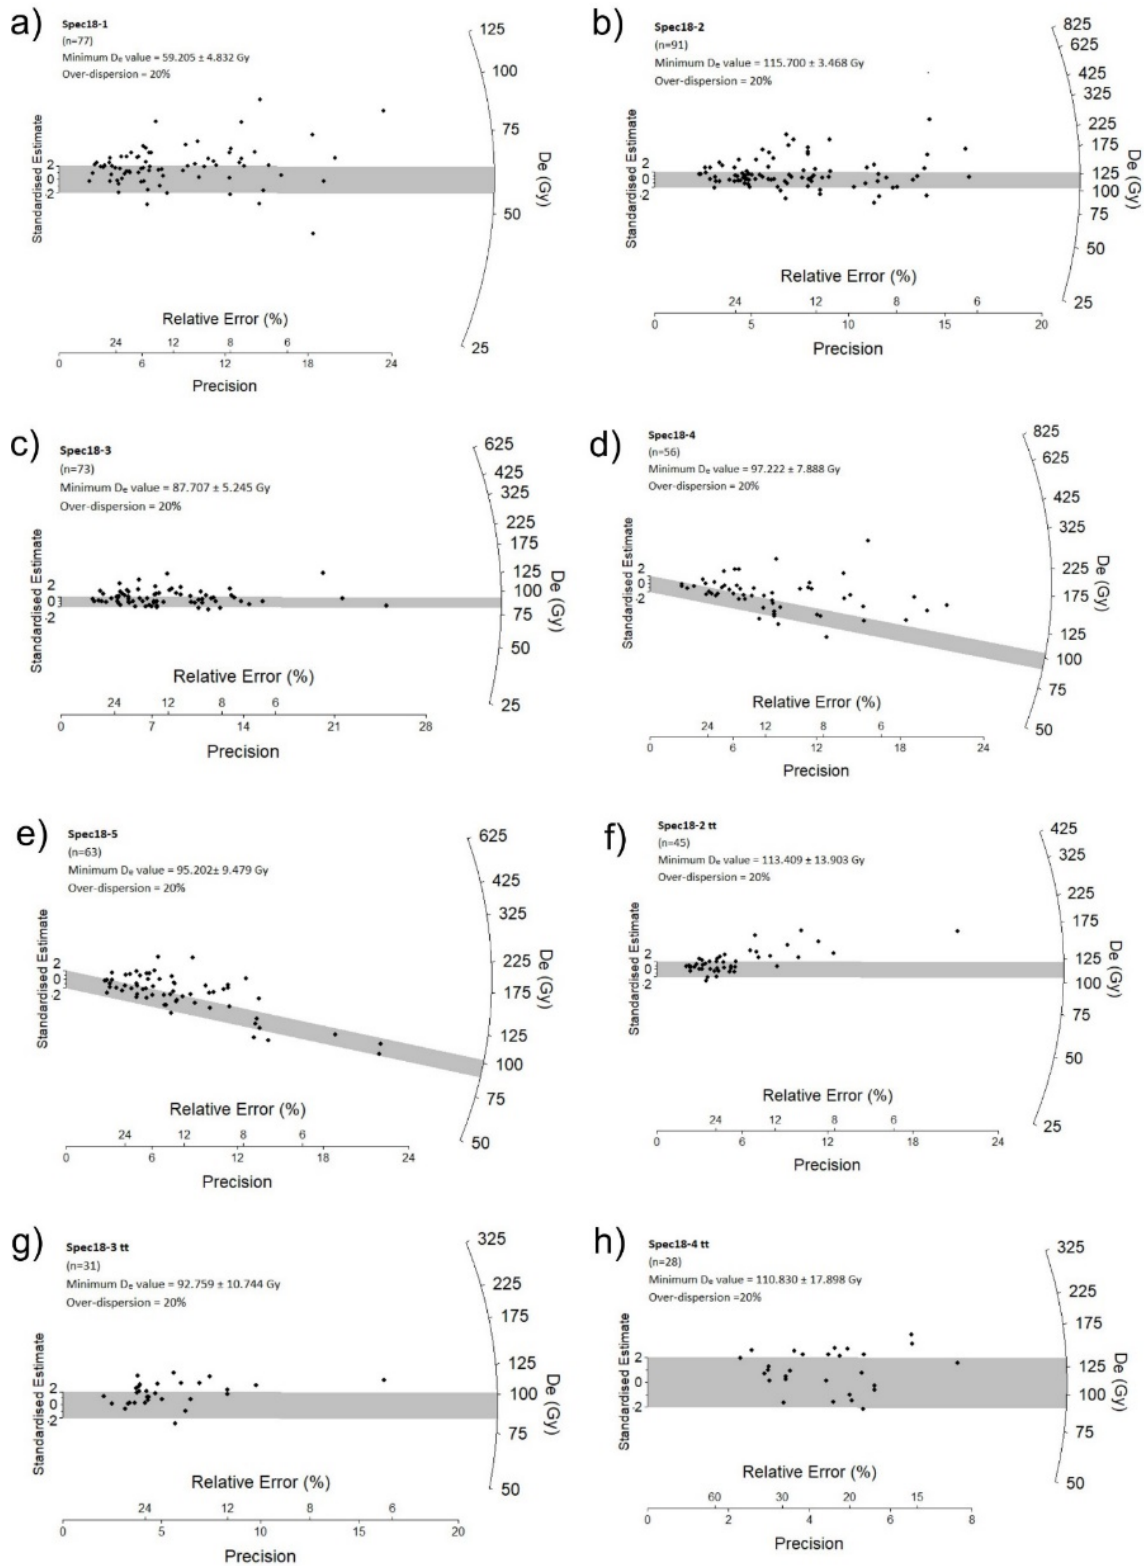 a)
Spec18-1
(n=77)
Minimum Dₑ value = 59.205 ± 4.832 Gy
Over-dispersion = 20%
Standardised Estimate
2
0
-2
125
100
75
50
25
De (Gy)
Relative Error (%)
24 12 8 6
0 6 12 18 24
Precision
b)
Spec18-2
(n=91)
Minimum Dₑ value = 115.700 ± 3.468 Gy
Over-dispersion = 20%
Standardised Estimate
2
0
-2
825
625
425
325
225
175
125
100
75
50
25
De (Gy)
Relative Error (%)
24 12 8 6
0 5 10 15 20
Precision
c)
Spec18-3
(n=73)
Minimum Dₑ value = 87.707 ± 5.245 Gy
Over-dispersion = 20%
Standardised Estimate
2
0
-2
625
425
325
225
175
125
100
75
50
25
De (Gy)
Relative Error (%)
24 12 8 6
0 7 14 21 28
Precision
d)
Spec18-4
(n=56)
Minimum Dₑ value = 97.222 ± 7.888 Gy
Over-dispersion = 20%
Standardised Estimate
2
0
-2
825
625
425
325
225
175
125
100
75
50
De (Gy)
Relative Error (%)
24 12 8 6
0 6 12 18 24
Precision
e)
Spec18-5
(n=63)
Minimum Dₑ value = 95.202± 9.479 Gy
Over-dispersion = 20%
Standardised Estimate
2
0
-2
625
425
325
225
175
125
100
75
50
De (Gy)
Relative Error (%)
24 12 8 6
0 6 12 18 24
Precision
f)
Spec18-2 tt
(n=45)
Minimum Dₑ value = 113.409 ± 13.903 Gy
Over-dispersion = 20%
Standardised Estimate
2
0
-2
425
325
225
175
125
100
75
50
25
De (Gy)
Relative Error (%)
24 12 8 6
0 6 12 18 24
Precision
g)
Spec18-3 tt
(n=31)
Minimum Dₑ value = 92.759 ± 10.744 Gy
Over-dispersion = 20%
Standardised Estimate
2
0
-2
325
225
175
125
100
75
50
De (Gy)
Relative Error (%)
24 12 8 6
0 5 10 15 20
Precision
h)
Spec18-4 tt
(n=28)
Minimum Dₑ value = 110.830 ± 17.898 Gy
Over-dispersion =20%
Standardised Estimate
2
0
-2
325
225
175
125
100
75
50
De (Gy)
Relative Error (%)
60 30 20 15
0 2 4 6 8
Precision